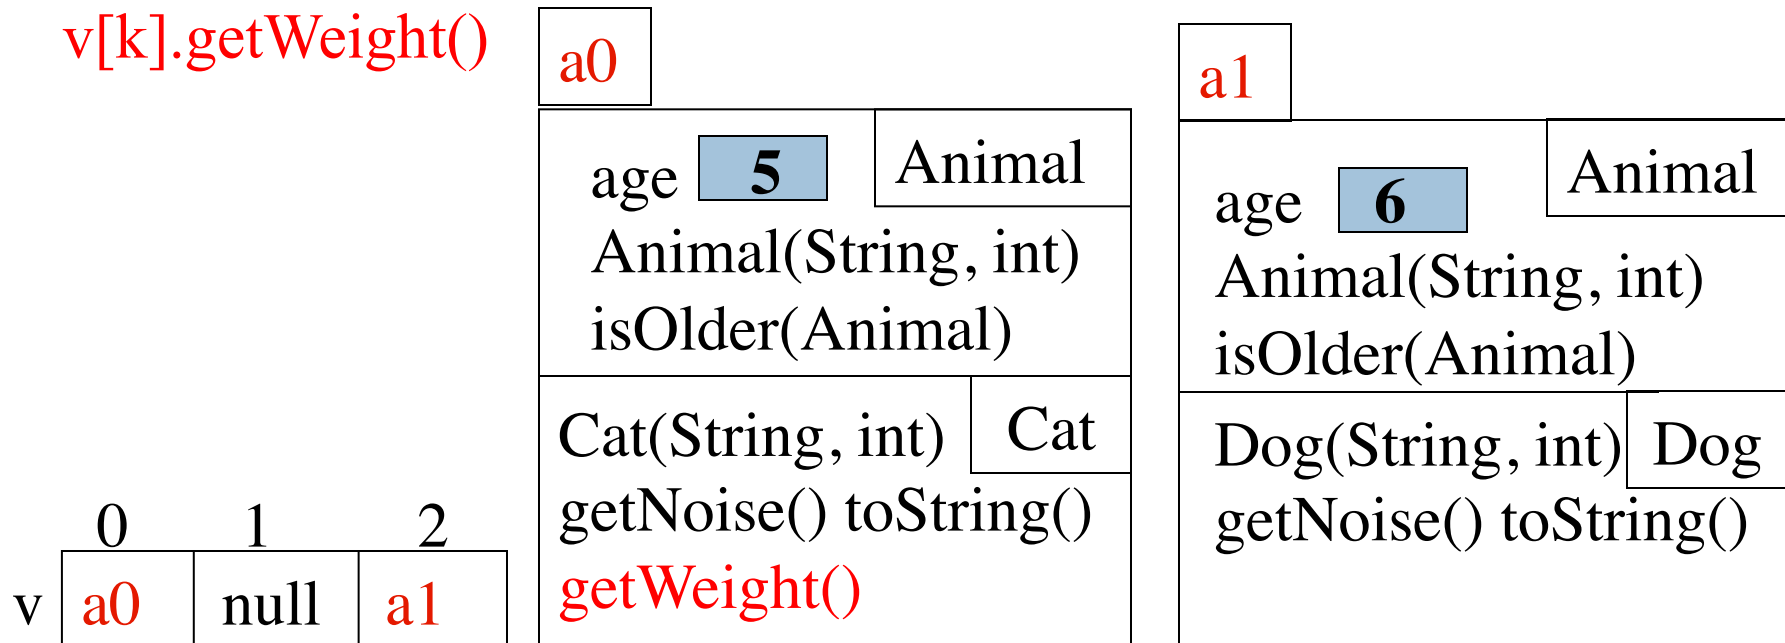 v[k].getWeight()
a0
age 5
Animal
Animal(String, int)
isOlder(Animal)
Cat(String, int)
Cat
getNoise() toString()
getWeight()
a1
age 6
Animal
Animal(String, int)
isOlder(Animal)
Dog(String, int)
Dog
getNoise() toString()
0 1 2
v a0 null a1